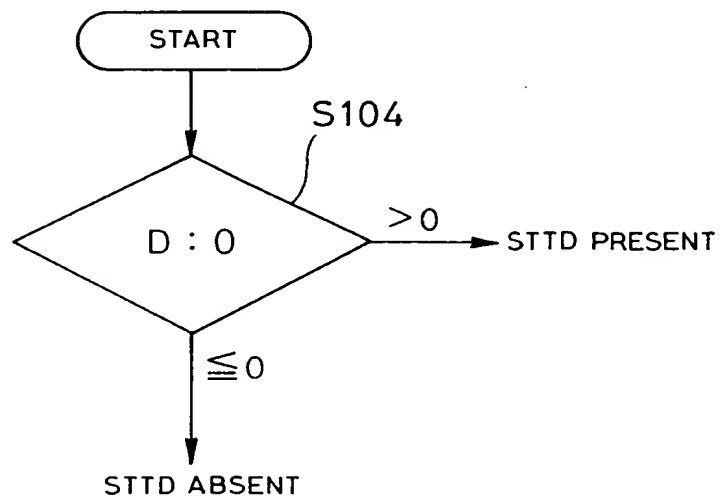 START
S104
D : 0
>0
STTD PRESENT
≦0
STTD ABSENT